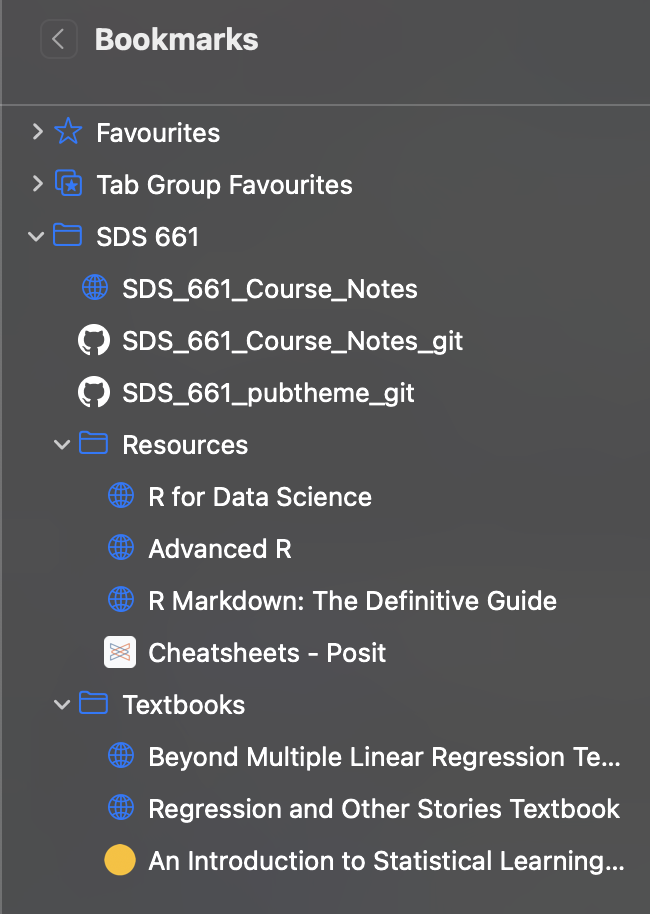 Bookmarks
Favourites
Tab Group Favourites
SDS 661
SDS_661_Course_Notes
SDS_661_Course_Notes_git
SDS_661_pubtheme_git
Resources
R for Data Science
Advanced R
R Markdown: The Definitive Guide
Cheatsheets - Posit
Textbooks
Beyond Multiple Linear Regression Te...
Regression and Other Stories Textbook
An Introduction to Statistical Learning...